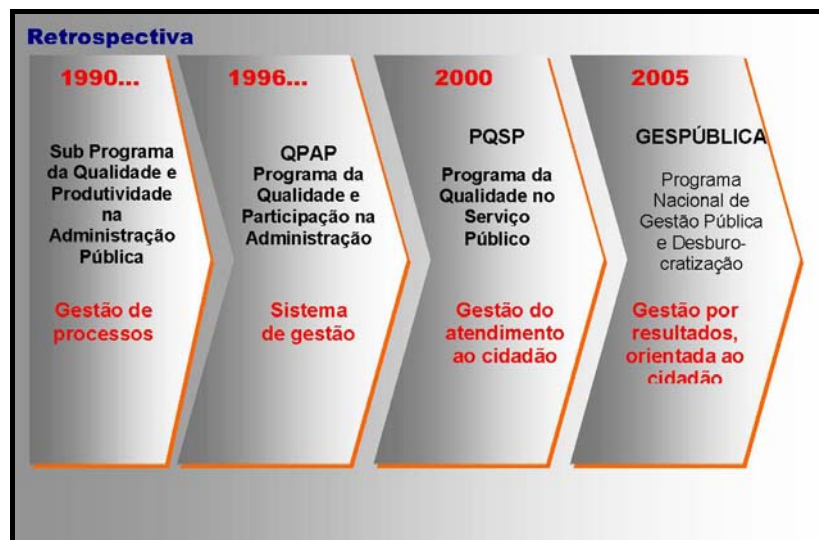 Retrospectiva
1990...
Sub Programa
da Qualidade e
Produtividade
na
Administração
Pública
Gestão de
processos
1996...
QPAP
Programa da
Qualidade e
Participação na
Administração
Sistema
de gestão
2000
PQSP
Programa da
Qualidade no
Serviço
Público
Gestão do
atendimento
ao cidadão
2005
GESPÚBLICA
Programa
Nacional de
Gestão Pública
e Desburo-
cratização
Gestão por
resultados,
orientada ao
cidadão